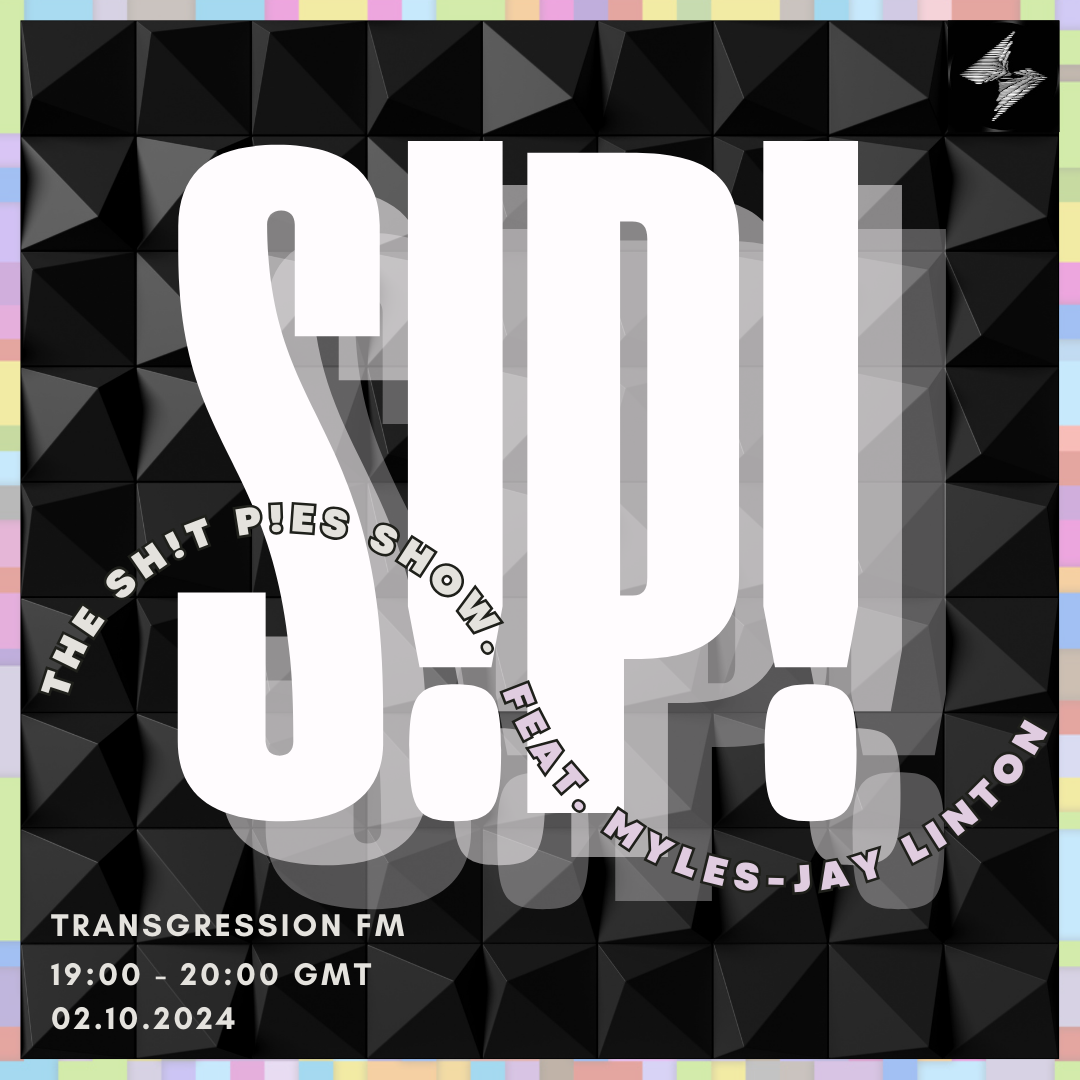 S!P!
THE SH!T P!ES SHOW.
FEAT. MYLES-JAY LINTON
TRANSGRESSION FM
19:00 - 20:00 GMT
02.10.2024